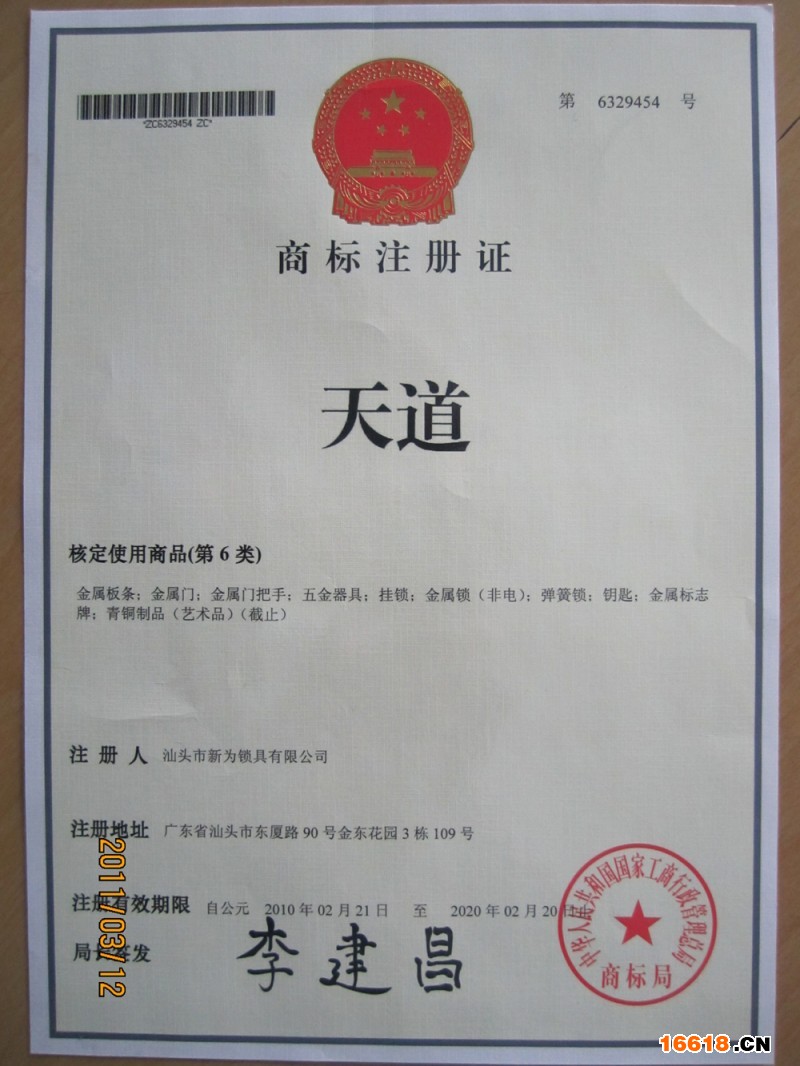 *ZC6329454 ZC*
第 6329454 号
商标注册证
天道
核定使用商品(第 6 类)
金属板条；金属门；金属门把手；五金器具；挂锁；金属锁（非电）；弹簧锁；钥匙；金属标志
牌；青铜制品（艺术品）（截止）
注 册 人 汕头市新为锁具有限公司
注册地址 广东省汕头市东厦路 90 号金东花园 3 栋 109 号
注册有效期限 自公元 2010 年 02 月 21 日 至 2020 年 02 月 20 日止
局长签发 李建昌
中华人民共和国国家工商行政管理总局
商标局
2011/03/12
16618.CN